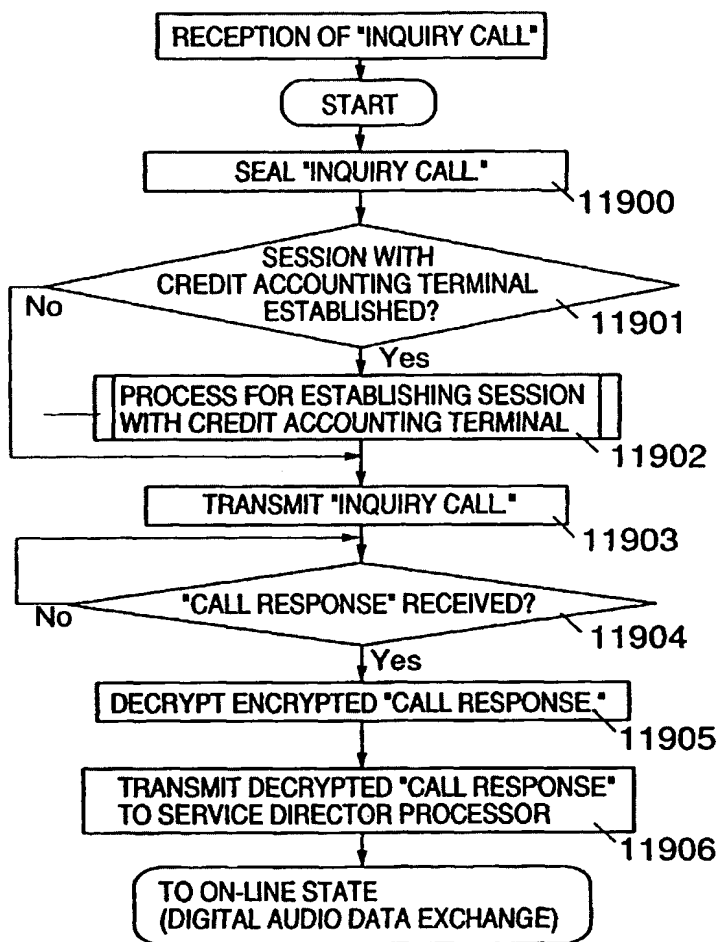 RECEPTION OF "INQUIRY CALL"
START
SEAL "INQUIRY CALL."
11900
SESSION WITH
CREDIT ACCOUNTING TERMINAL
ESTABLISHED?
No
11901
Yes
PROCESS FOR ESTABLISHING SESSION
WITH CREDIT ACCOUNTING TERMINAL
11902
TRANSMIT "INQUIRY CALL."
11903
"CALL RESPONSE" RECEIVED?
No
11904
Yes
DECRYPT ENCRYPTED "CALL RESPONSE."
11905
TRANSMIT DECRYPTED "CALL RESPONSE"
TO SERVICE DIRECTOR PROCESSOR
11906
TO ON-LINE STATE
(DIGITAL AUDIO DATA EXCHANGE)